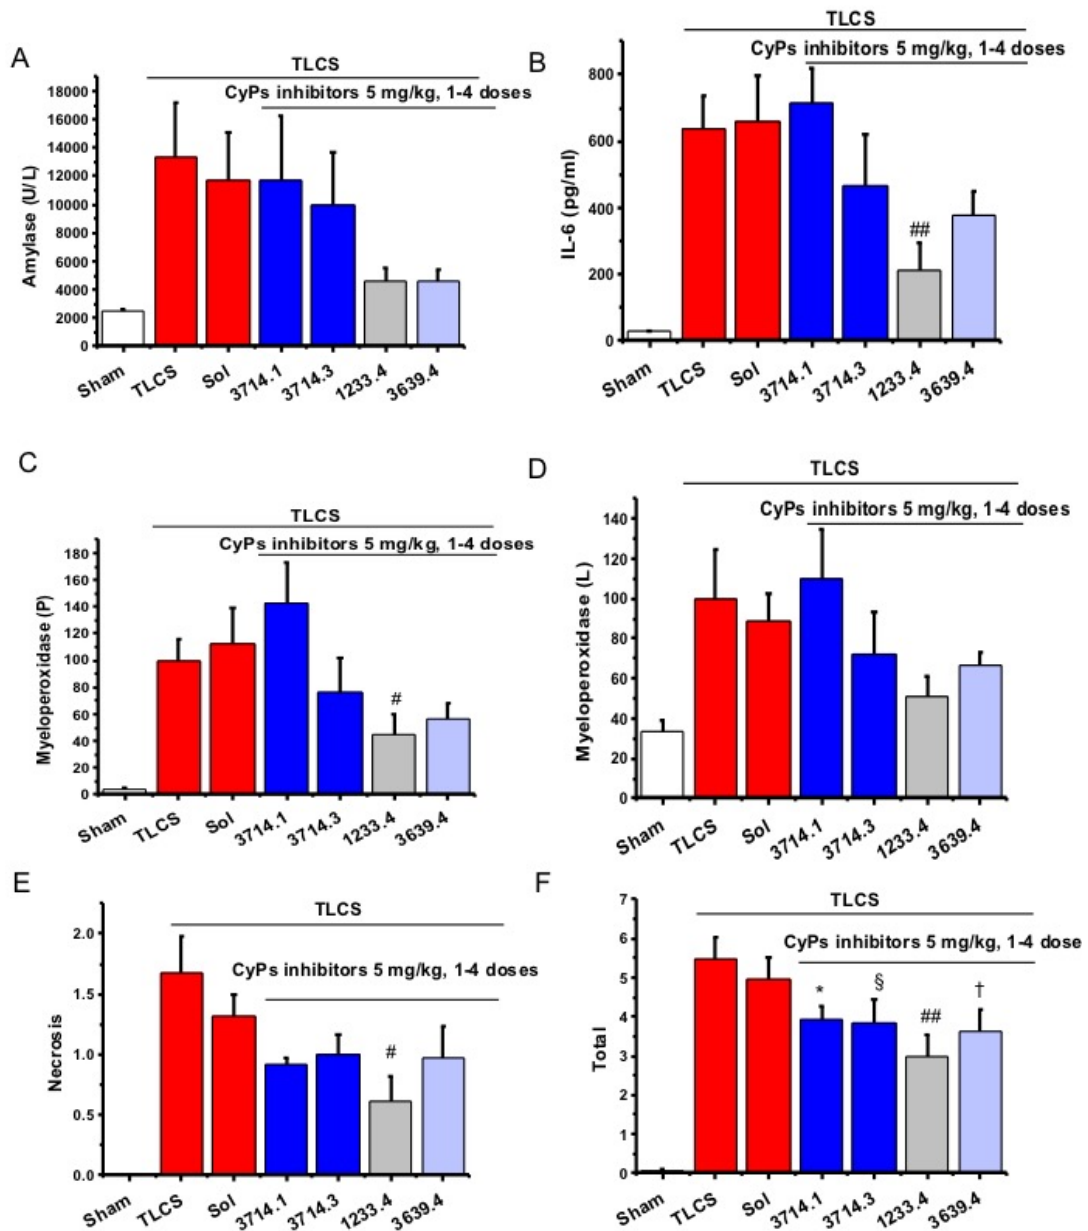 A
TLCS
CyPs inhibitors 5 mg/kg, 1-4 doses
Amylase (U/L)
18000
16000
14000
12000
10000
8000
6000
4000
2000
0
Sham
TLCS
Sol
3714.1
3714.3
1233.4
3639.4
B
TLCS
CyPs inhibitors 5 mg/kg, 1-4 doses
IL-6 (pg/ml)
800
600
400
200
0
##
Sham
TLCS
Sol
3714.1
3714.3
1233.4
3639.4
C
TLCS
CyPs inhibitors 5 mg/kg, 1-4 doses
Myeloperoxidase (P)
180
160
140
120
100
80
60
40
20
0
#
Sham
TLCS
Sol
3714.1
3714.3
1233.4
3639.4
D
TLCS
CyPs inhibitors 5 mg/kg, 1-4 doses
Myeloperoxidase (L)
140
120
100
80
60
40
20
0
Sham
TLCS
Sol
3714.1
3714.3
1233.4
3639.4
E
TLCS
CyPs inhibitors 5 mg/kg, 1-4 doses
Necrosis
2.0
1.5
1.0
0.5
0.0
#
Sham
TLCS
Sol
3714.1
3714.3
1233.4
3639.4
F
TLCS
CyPs inhibitors 5 mg/kg, 1-4 dose
Total
7
6
5
4
3
2
1
0
*
§
##
†
Sham
TLCS
Sol
3714.1
3714.3
1233.4
3639.4